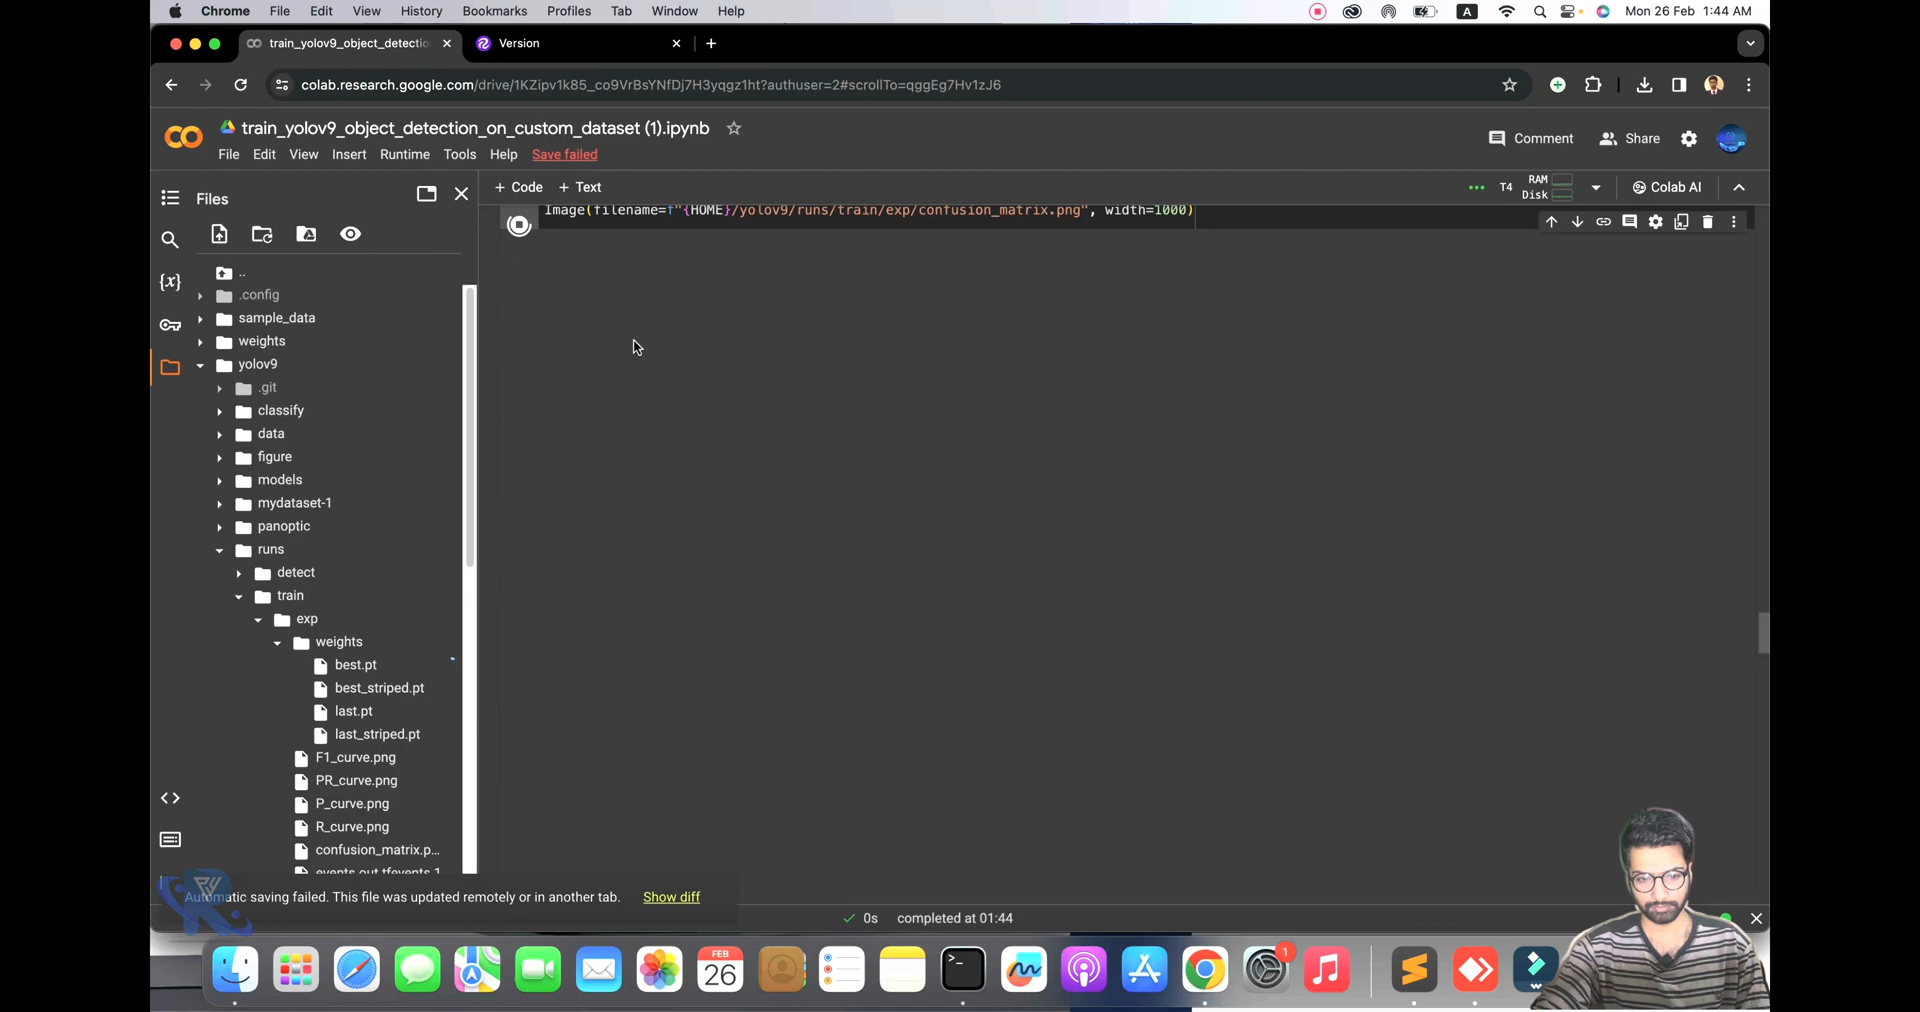 Chrome File Edit View History Bookmarks Profiles Tab Window Help
A
Mon 26 Feb 1:44 AM
train_yolov9_object_detectio
Version
colab.research.google.com/drive/1KZipv1k85_co9VrBsYNfDj7H3yqgz1ht?authuser=2#scrollTo=qggEg7Hv1zJ6
train_yolov9_object_detection_on_custom_dataset (1).ipynb
Comment
Share
File Edit View Insert Runtime Tools Help Save failed
Files
+ Code + Text
T4
RAM
Disk
Colab AI
Image(filename=f"{HOME}/yolov9/runs/train/exp/confusion_matrix.png", width=1000)
{x}
..
.config
sample_data
weights
yolov9
.git
classify
data
figure
models
mydataset-1
panoptic
runs
detect
train
exp
weights
best.pt
best_striped.pt
last.pt
last_striped.pt
F1_curve.png
PR_curve.png
P_curve.png
R_curve.png
confusion_matrix.p...
events.out.tfevents.1
Automatic saving failed. This file was updated remotely or in another tab. Show diff
0s completed at 01:44
FEB
26
1